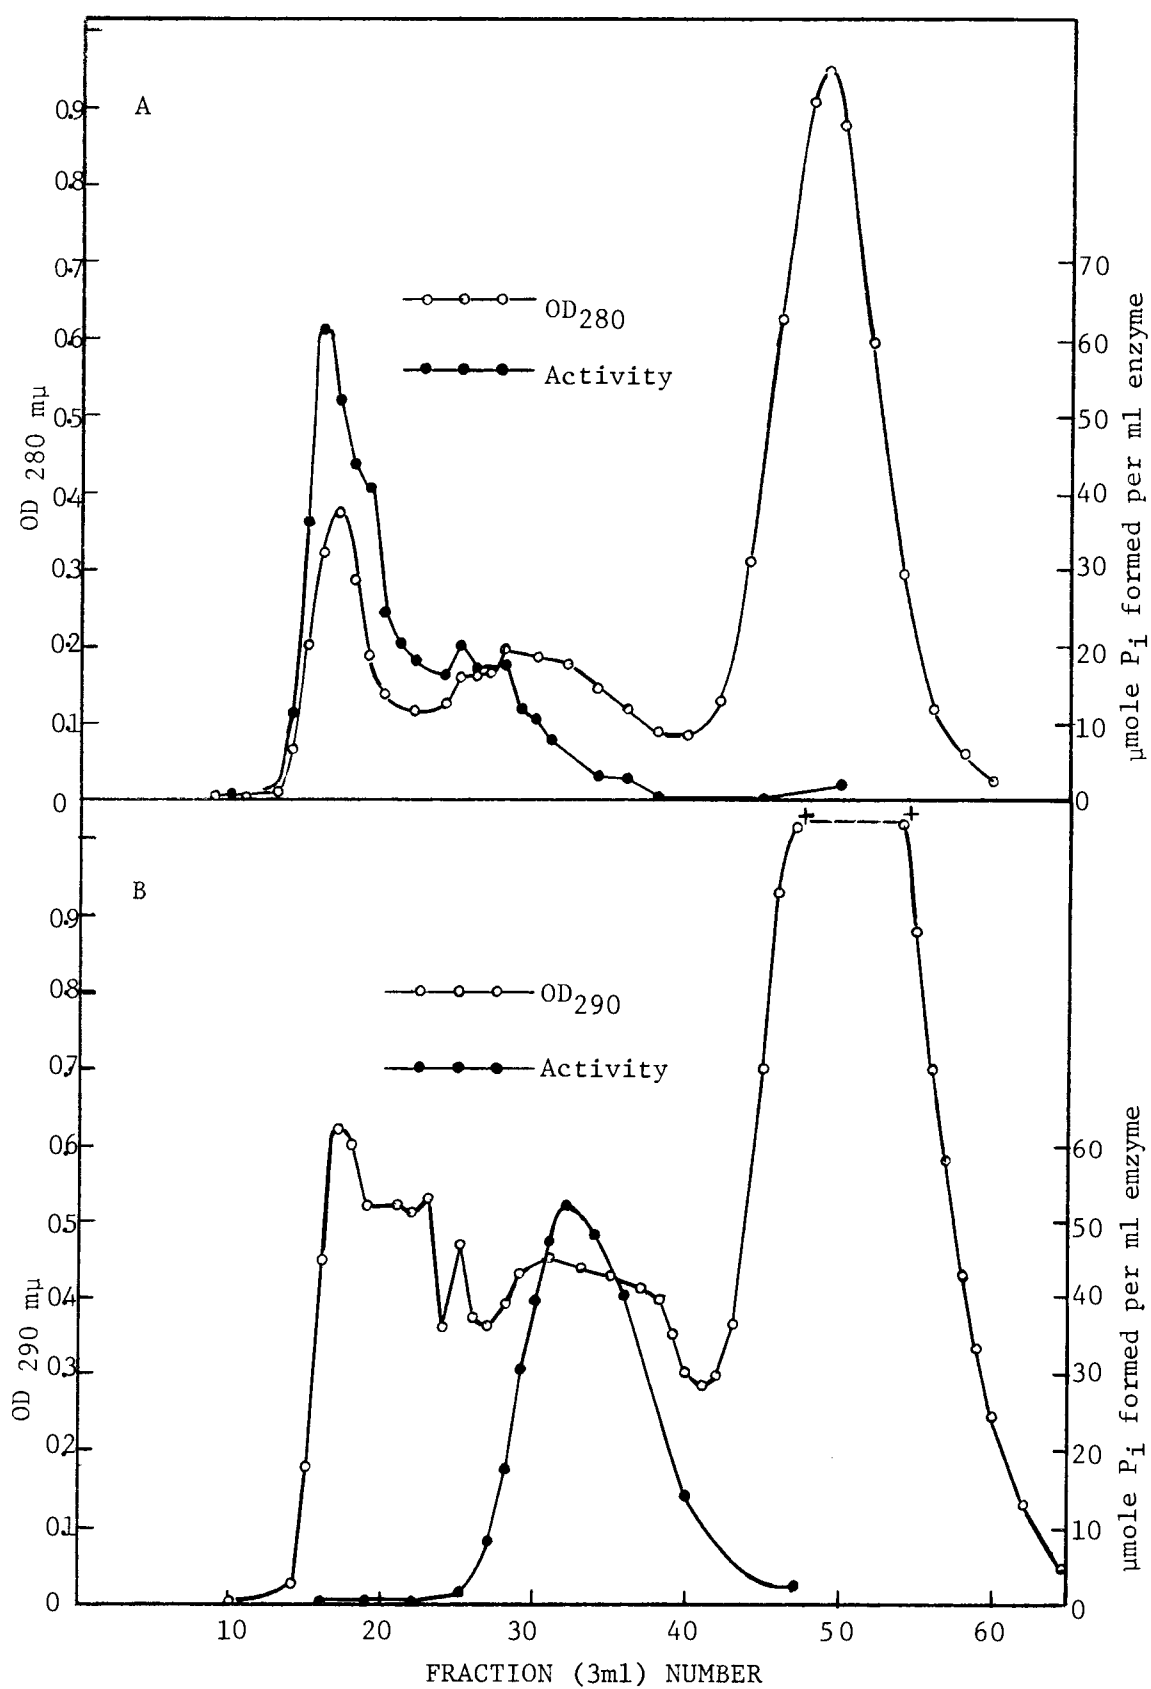 A
0.9
0.8
0.7
0.6
0.5
0.4
0.3
0.2
0.1
0
OD 280 mμ
OD280
Activity
70
60
50
40
30
20
10
0
μmole Pi formed per ml enzyme
B
0.9
0.8
0.7
0.6
0.5
0.4
0.3
0.2
0.1
0
OD 290 mμ
OD290
Activity
60
50
40
30
20
10
0
μmole Pi formed per ml emzyme
10 20 30 40 50 60
FRACTION (3ml) NUMBER